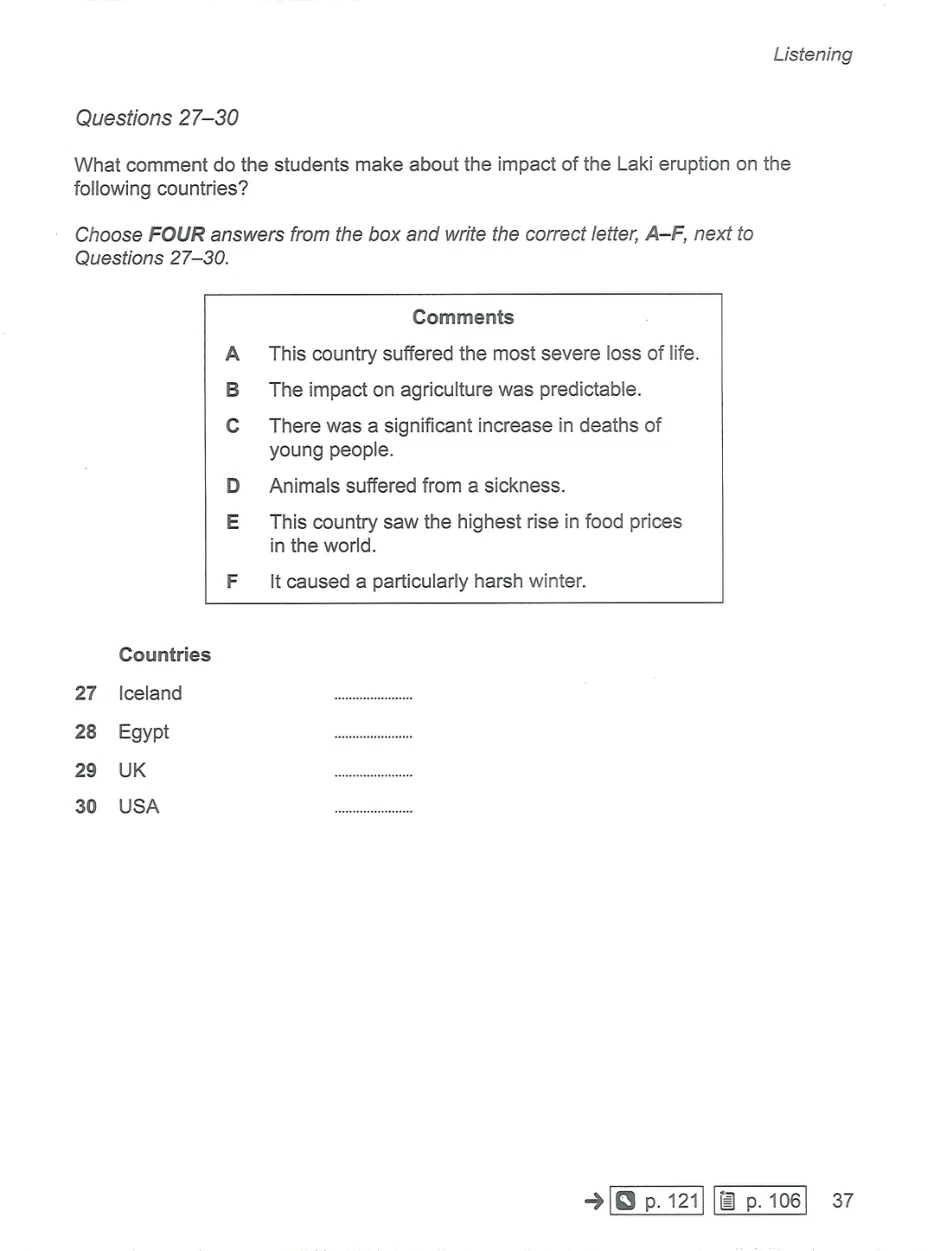 Listening
Questions 27–30
What comment do the students make about the impact of the Laki eruption on the
following countries?
Choose FOUR answers from the box and write the correct letter, A–F, next to
Questions 27–30.
Comments
A This country suffered the most severe loss of life.
B The impact on agriculture was predictable.
C There was a significant increase in deaths of
young people.
D Animals suffered from a sickness.
E This country saw the highest rise in food prices
in the world.
F It caused a particularly harsh winter.
Countries
27 Iceland ......................
28 Egypt ......................
29 UK ......................
30 USA ......................
p. 121 p. 106 37